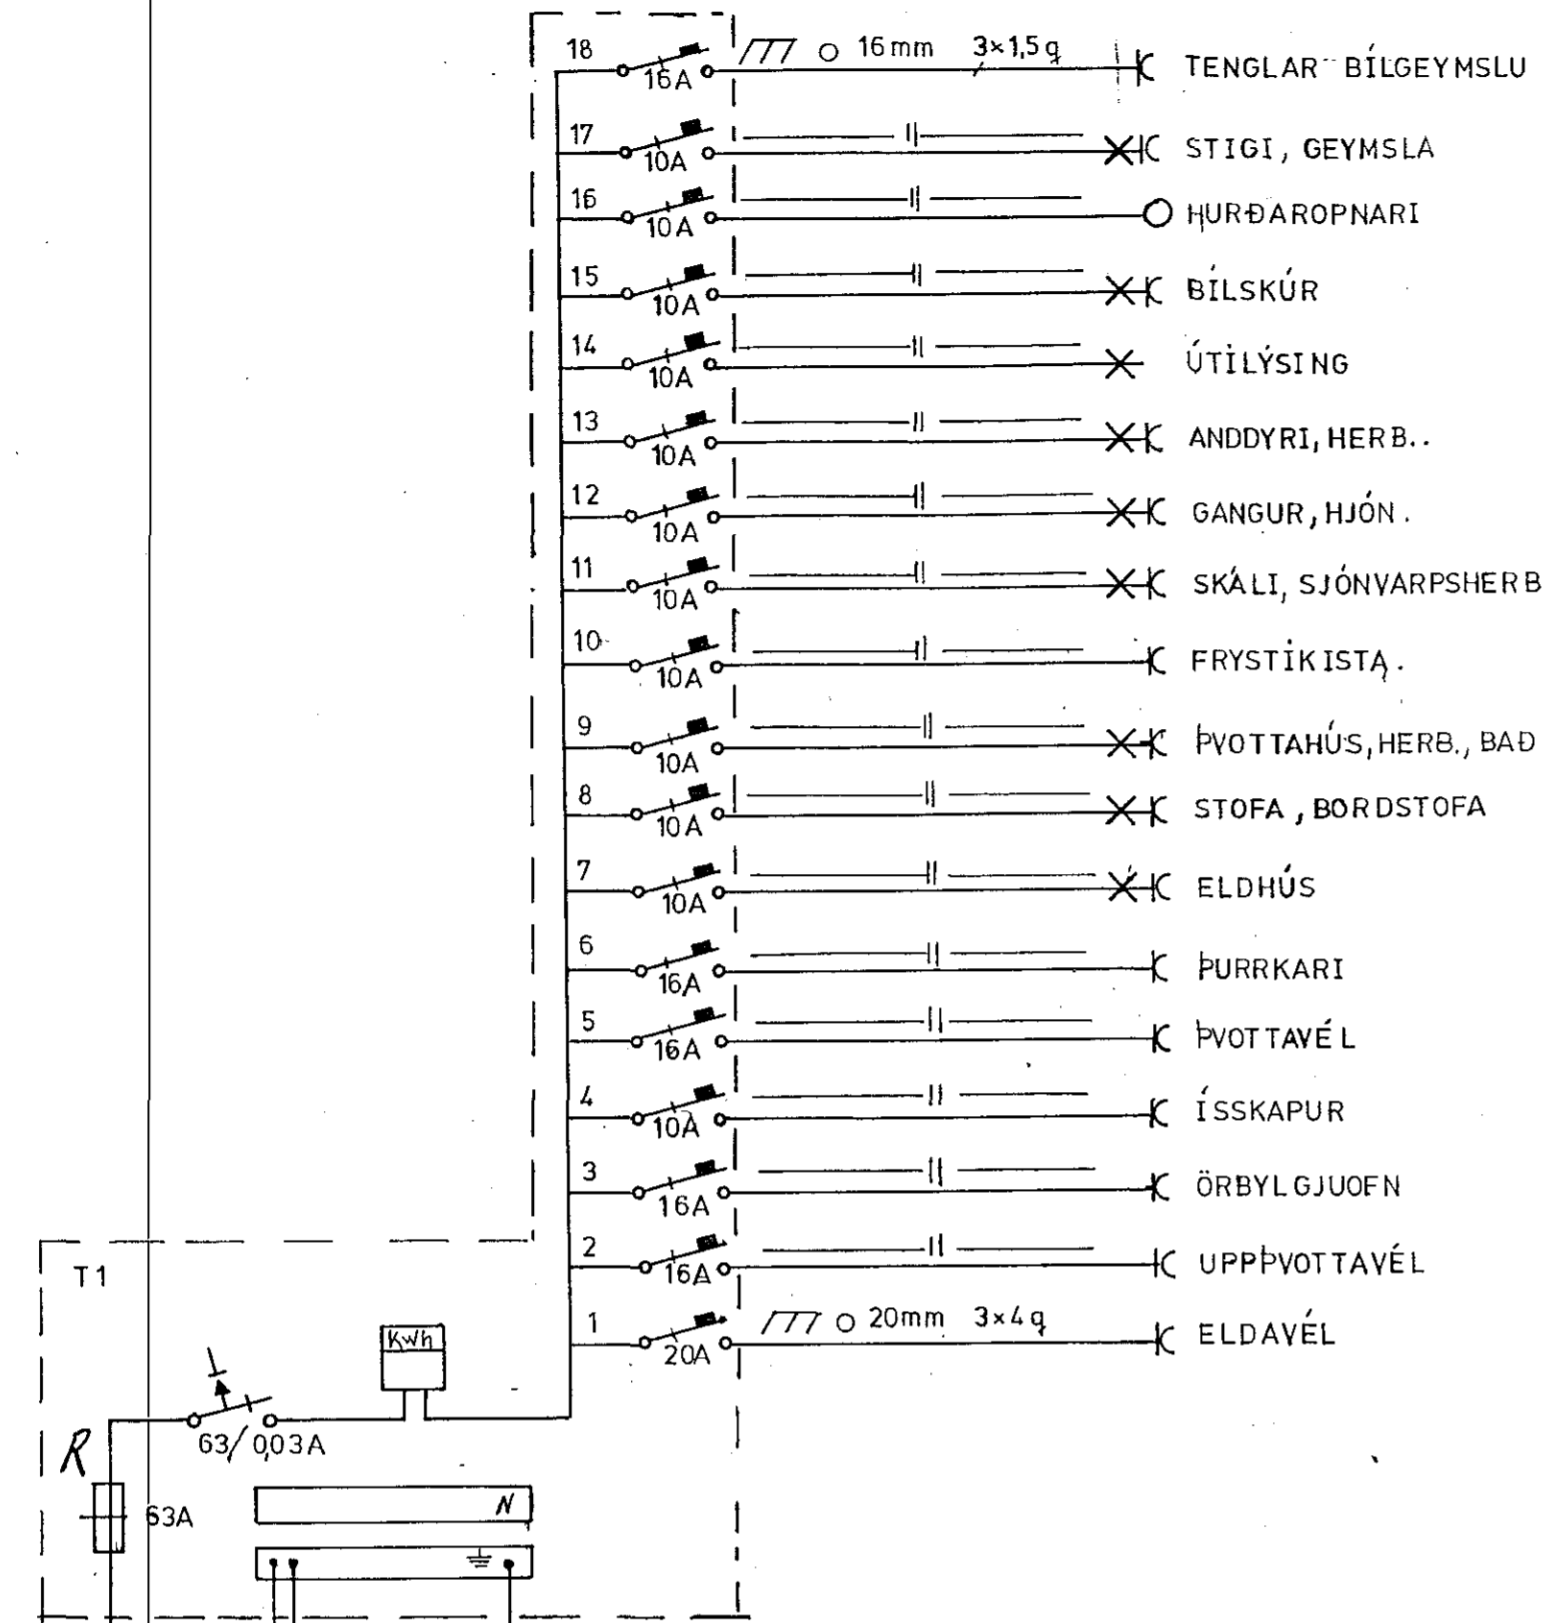 18 16A 16mm 3×1,5q TENGLAR BÍLGEYMSLU
17 10A STIGI, GEYMSLA
16 10A HURÐAROPNARI
15 10A BÍLSKÚR
14 10A ÚTILÝSING
13 10A ANDDYRI, HERB..
12 10A GANGUR, HJÓN.
11 10A SKÁLI, SJÓNVARPSHERB
10 10A FRYSTÍKISTA.
9 10A ÞVOTTAHÚS, HERB., BAÐ
8 10A STOFA, BORDSTOFA
7 10A ELDHÚS
6 16A ÞURRKARI
5 16A ÞVOTTAVÉL
4 10A ÍSSKAPUR
3 16A ÖRBYLGJUOFN
2 16A UPPÞVOTTAVÉL
1 20A 20mm 3×4q ELDAVÉL
T1
KWh
63/0,03A
R
63A
N